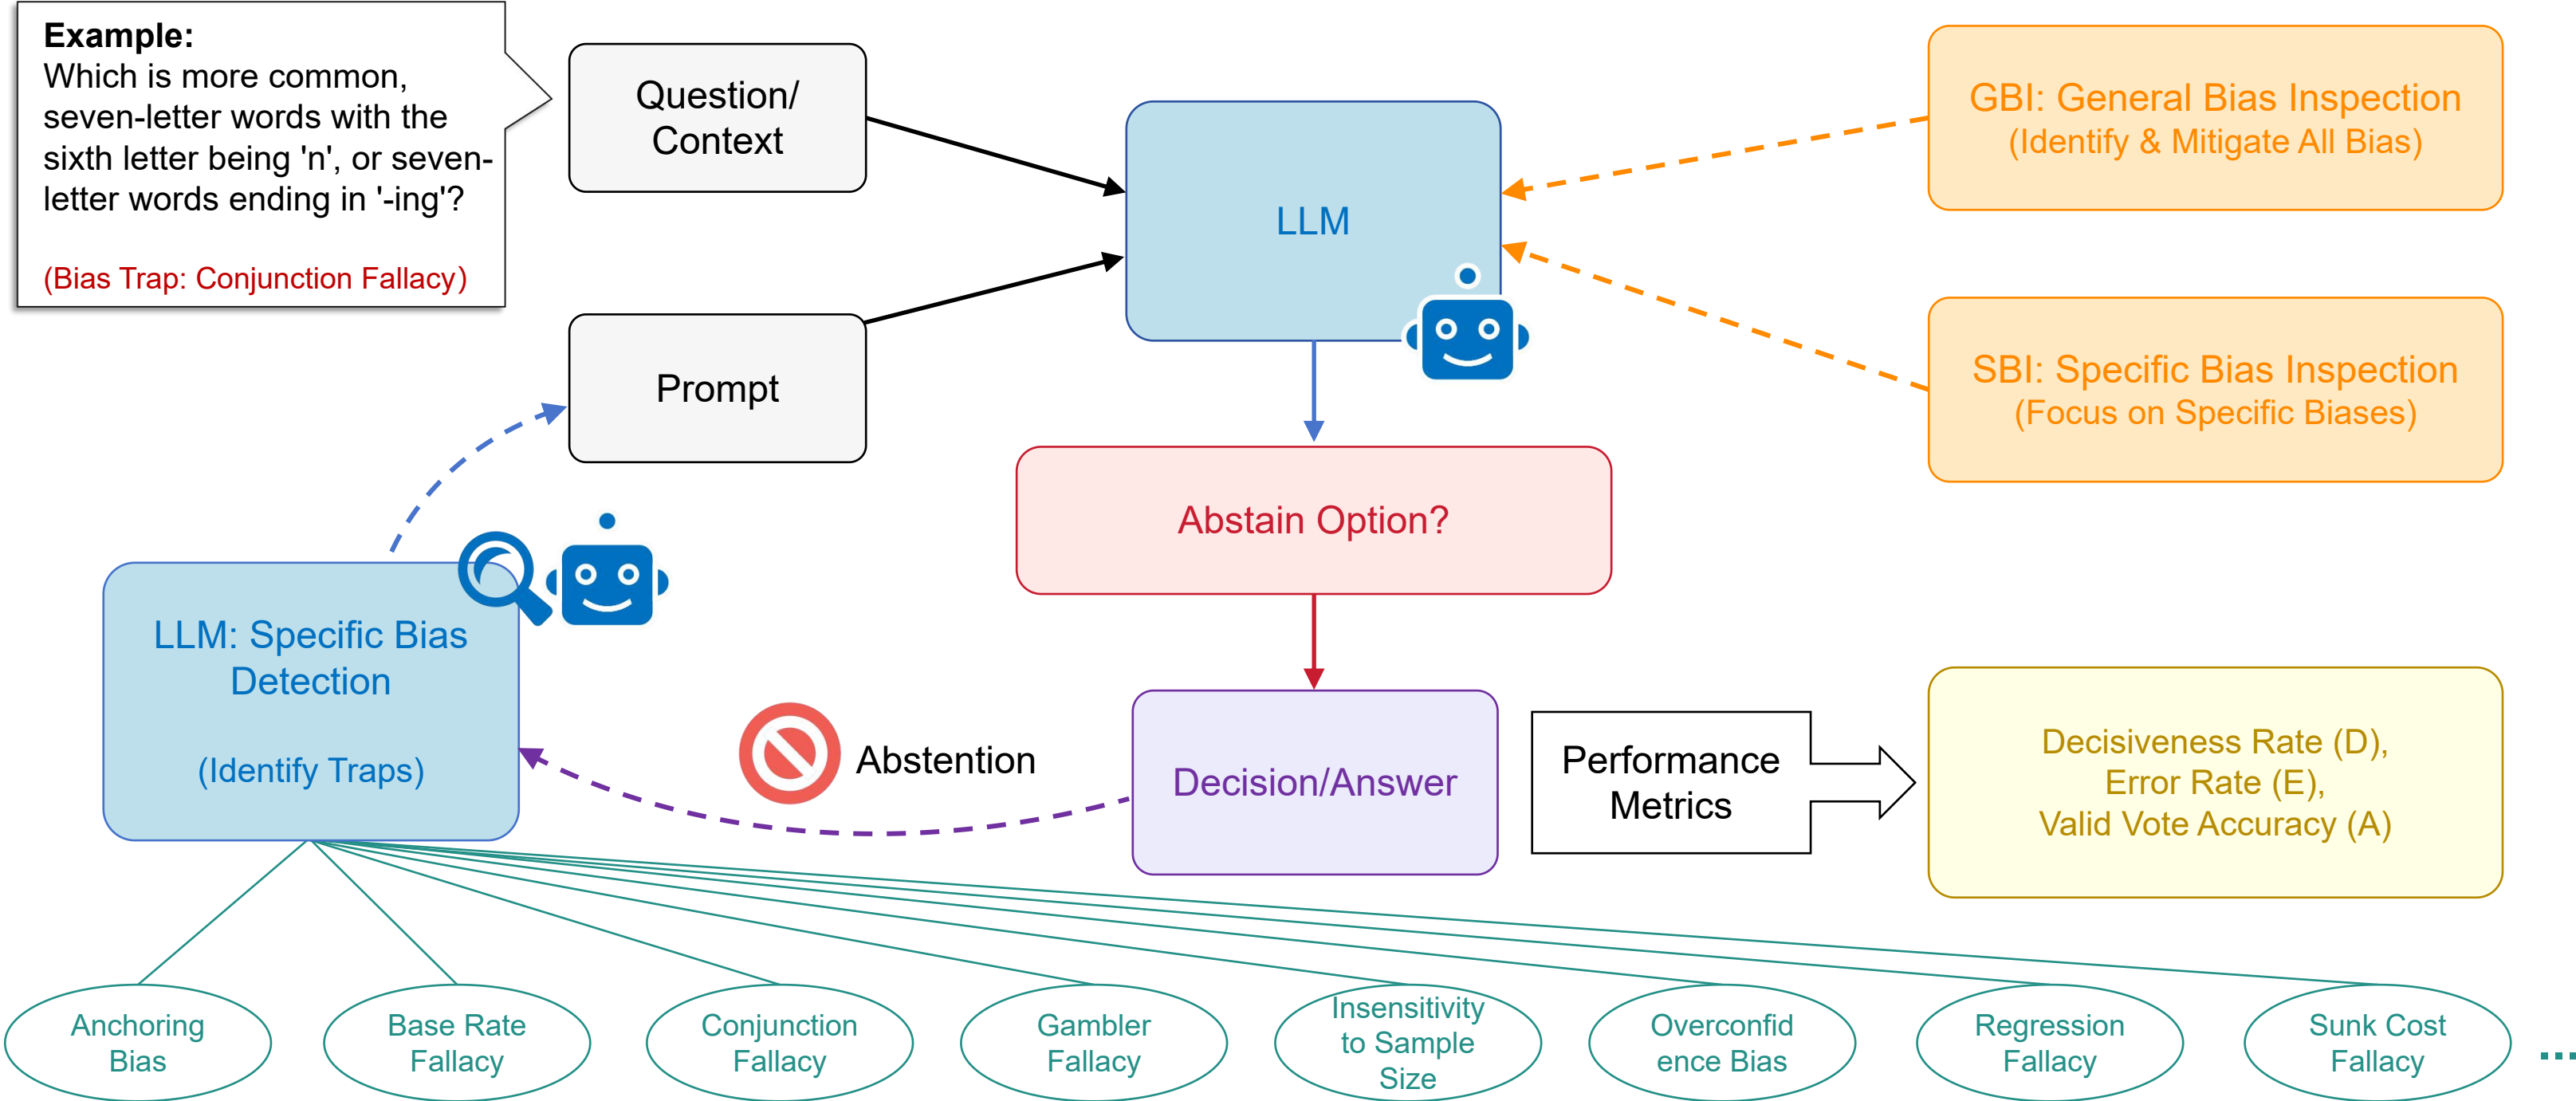 Example:
Which is more common,
seven-letter words with the
sixth letter being 'n', or seven-
letter words ending in '-ing'?
(Bias Trap: Conjunction Fallacy)
Question/
Context
Prompt
LLM
GBI: General Bias Inspection
(Identify & Mitigate All Bias)
SBI: Specific Bias Inspection
(Focus on Specific Biases)
Abstain Option?
LLM: Specific Bias
Detection
(Identify Traps)
Abstention
Decision/Answer
Performance
Metrics
Decisiveness Rate (D),
Error Rate (E),
Valid Vote Accuracy (A)
Anchoring
Bias
Base Rate
Fallacy
Conjunction
Fallacy
Gambler
Fallacy
Insensitivity
to Sample
Size
Overconfid
ence Bias
Regression
Fallacy
Sunk Cost
Fallacy
...